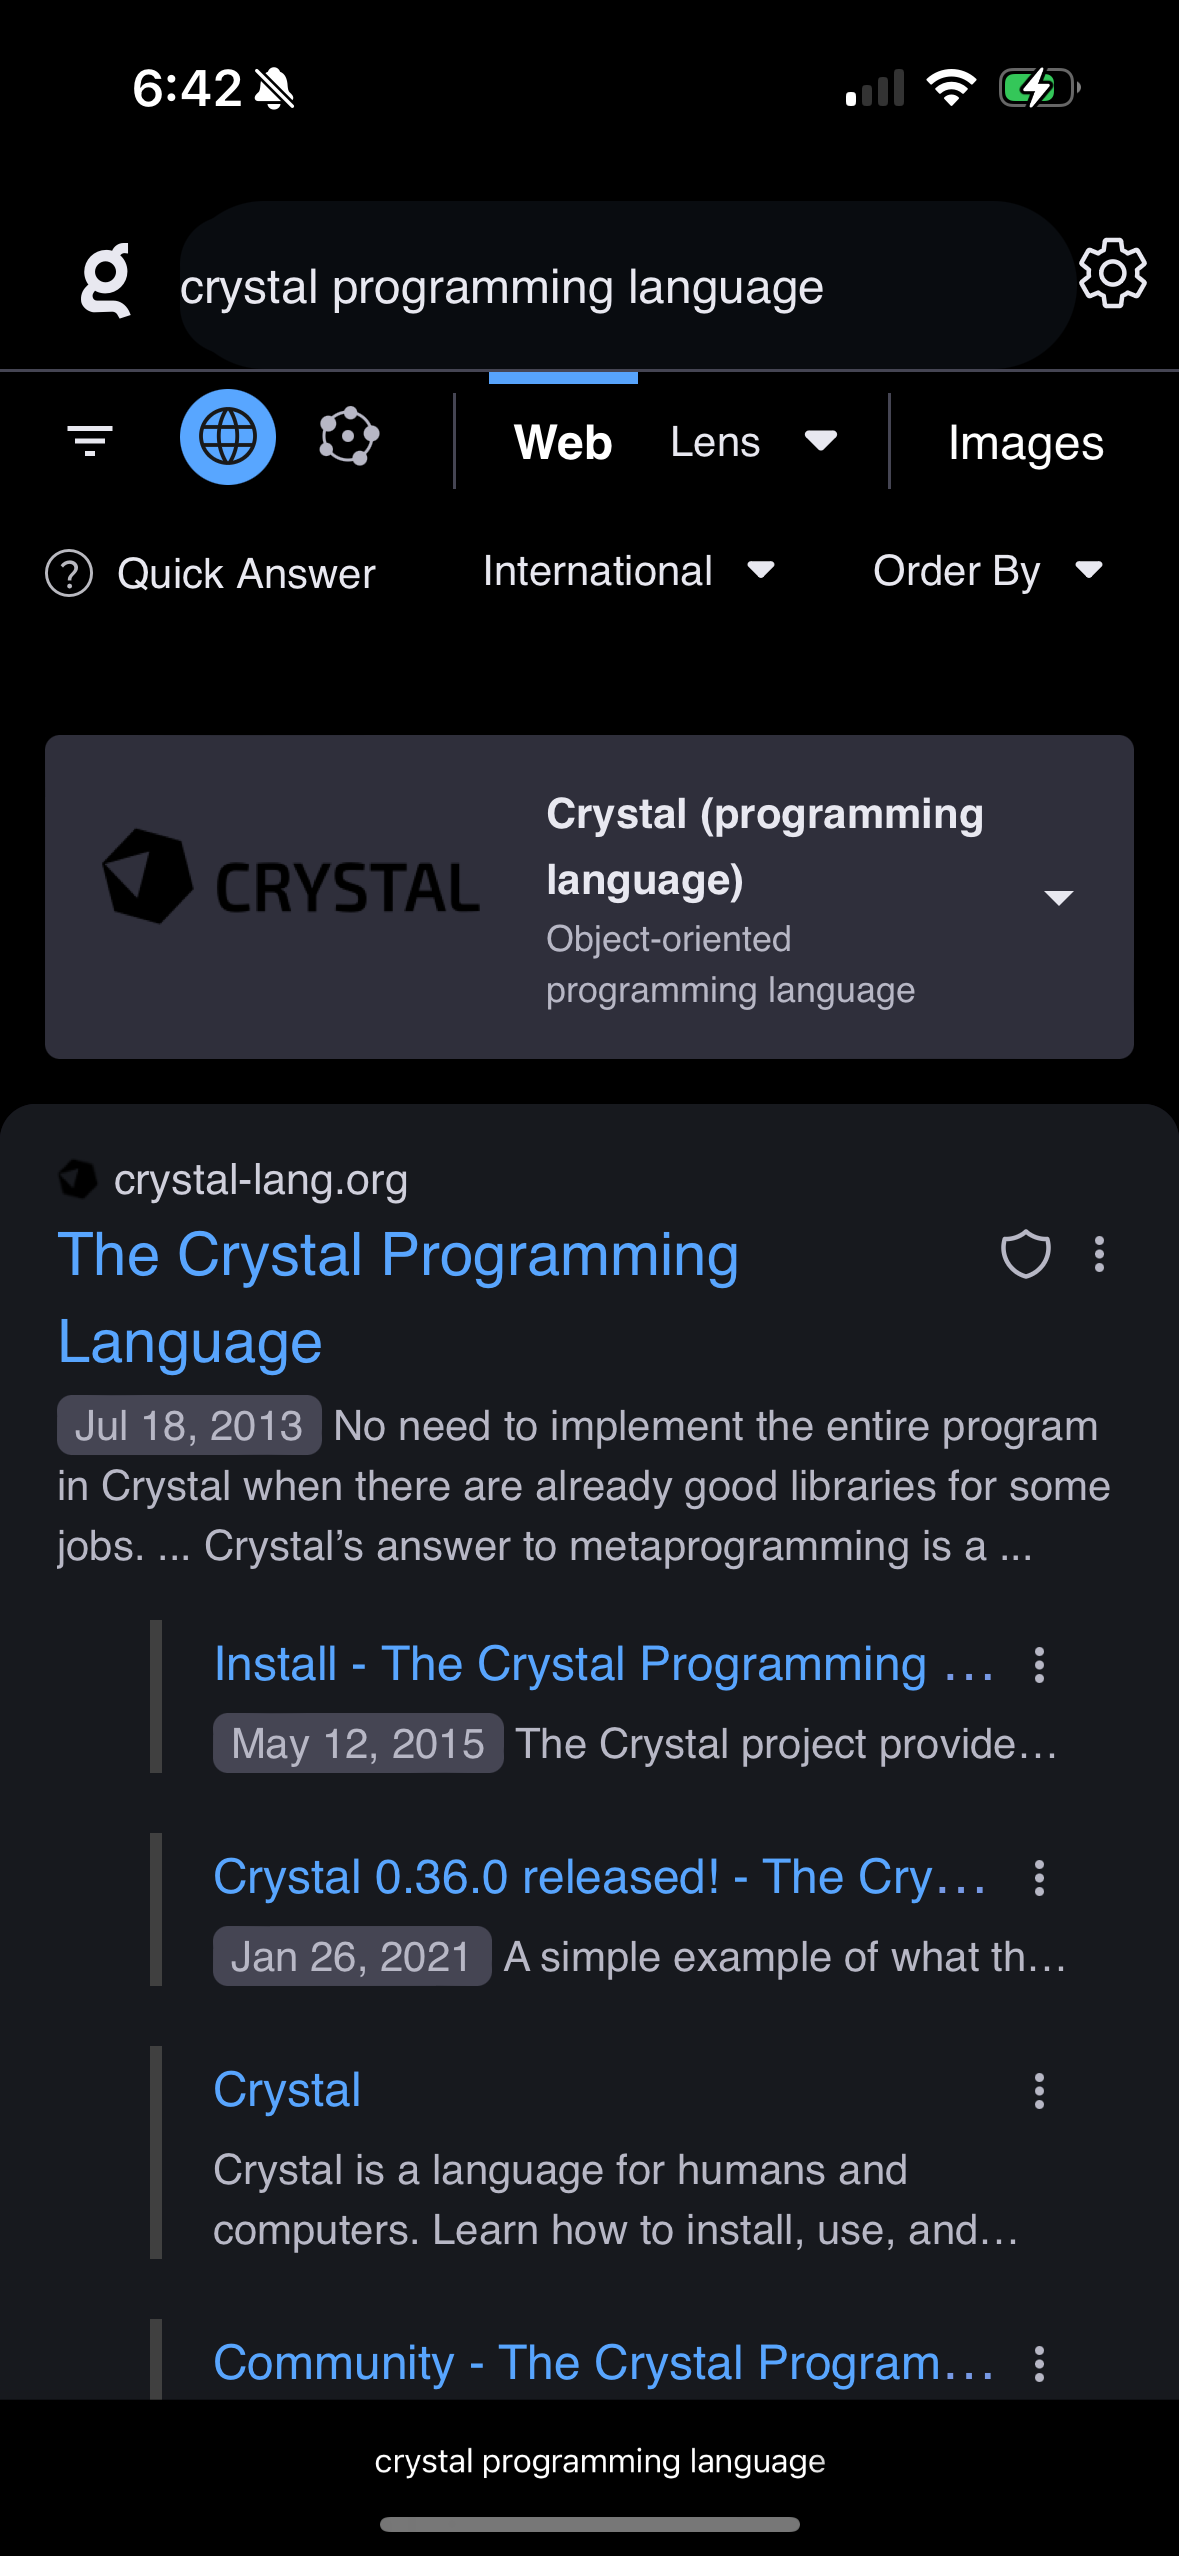 6:42
g
crystal programming language
Web
Lens
Images
Quick Answer
International
Order By
CRYSTAL
Crystal (programming
language)
Object-oriented
programming language
crystal-lang.org
The Crystal Programming
Language
Jul 18, 2013 No need to implement the entire program
in Crystal when there are already good libraries for some
jobs. ... Crystal’s answer to metaprogramming is a ...
Install - The Crystal Programming ...
May 12, 2015 The Crystal project provide...
Crystal 0.36.0 released! - The Cry...
Jan 26, 2021 A simple example of what th...
Crystal
Crystal is a language for humans and
computers. Learn how to install, use, and...
Community - The Crystal Program...
crystal programming language